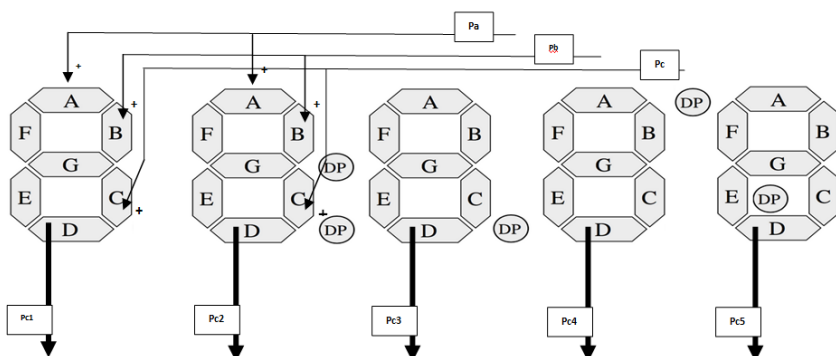 Pa
Pb
Pc
+ + + + + +
A A A A A
DP
F B F B F B F B F B
G G G G G
DP
E C E C E C E C E DP C
+ +
D D DP D DP D D
Pc1 Pc2 Pc3 Pc4 Pc5